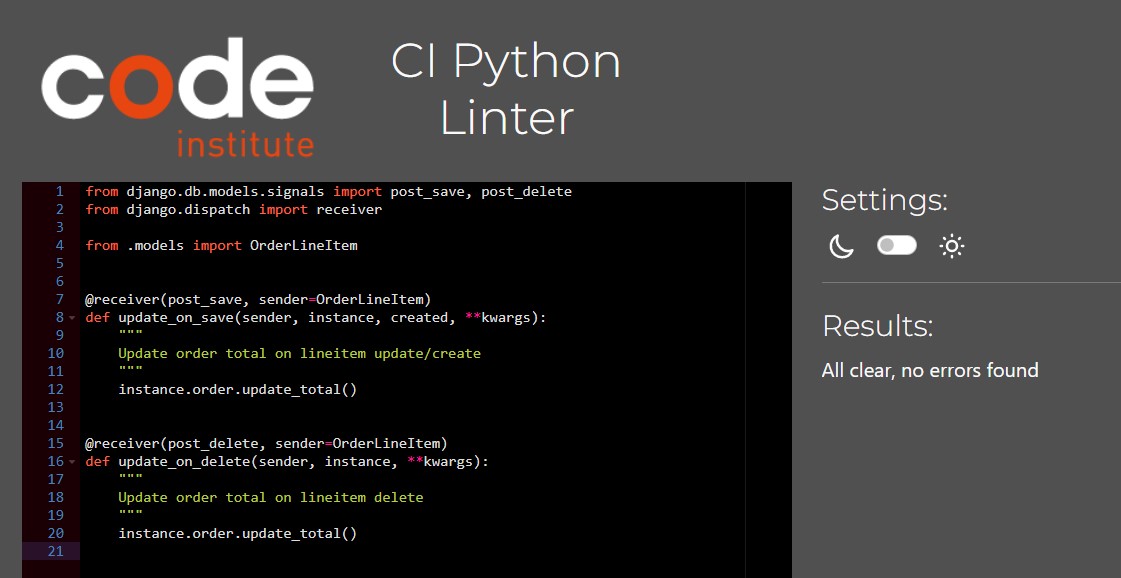 code
institute
CI Python
Linter
1 from django.db.models.signals import post_save, post_delete
2 from django.dispatch import receiver
3
4 from .models import OrderLineItem
5
6
7 @receiver(post_save, sender=OrderLineItem)
8 def update_on_save(sender, instance, created, **kwargs):
9     """
10     Update order total on lineitem update/create
11     """
12     instance.order.update_total()
13
14
15 @receiver(post_delete, sender=OrderLineItem)
16 def update_on_delete(sender, instance, **kwargs):
17     """
18     Update order total on lineitem delete
19     """
20     instance.order.update_total()
21
Settings:
Results:
All clear, no errors found